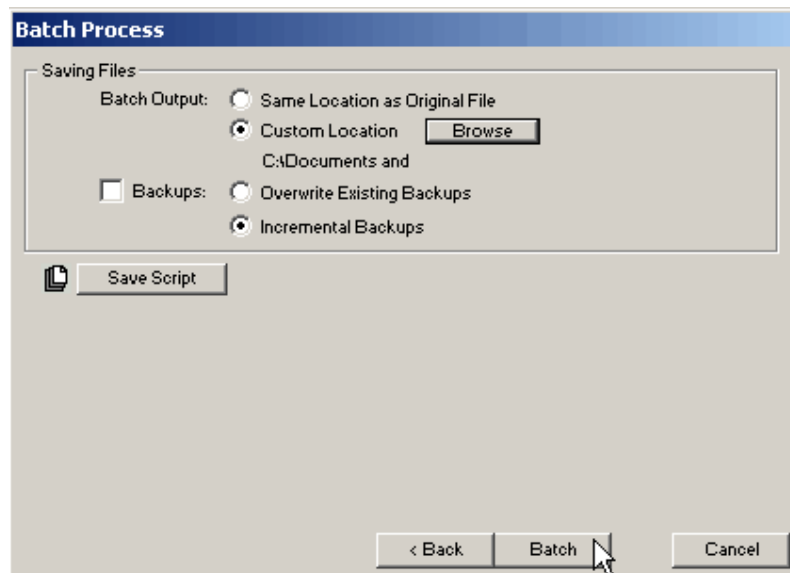 Batch Process
Saving Files
Batch Output: Same Location as Original File
Custom Location Browse
C:\Documents and
Backups: Overwrite Existing Backups
Incremental Backups
Save Script
< Back Batch Cancel